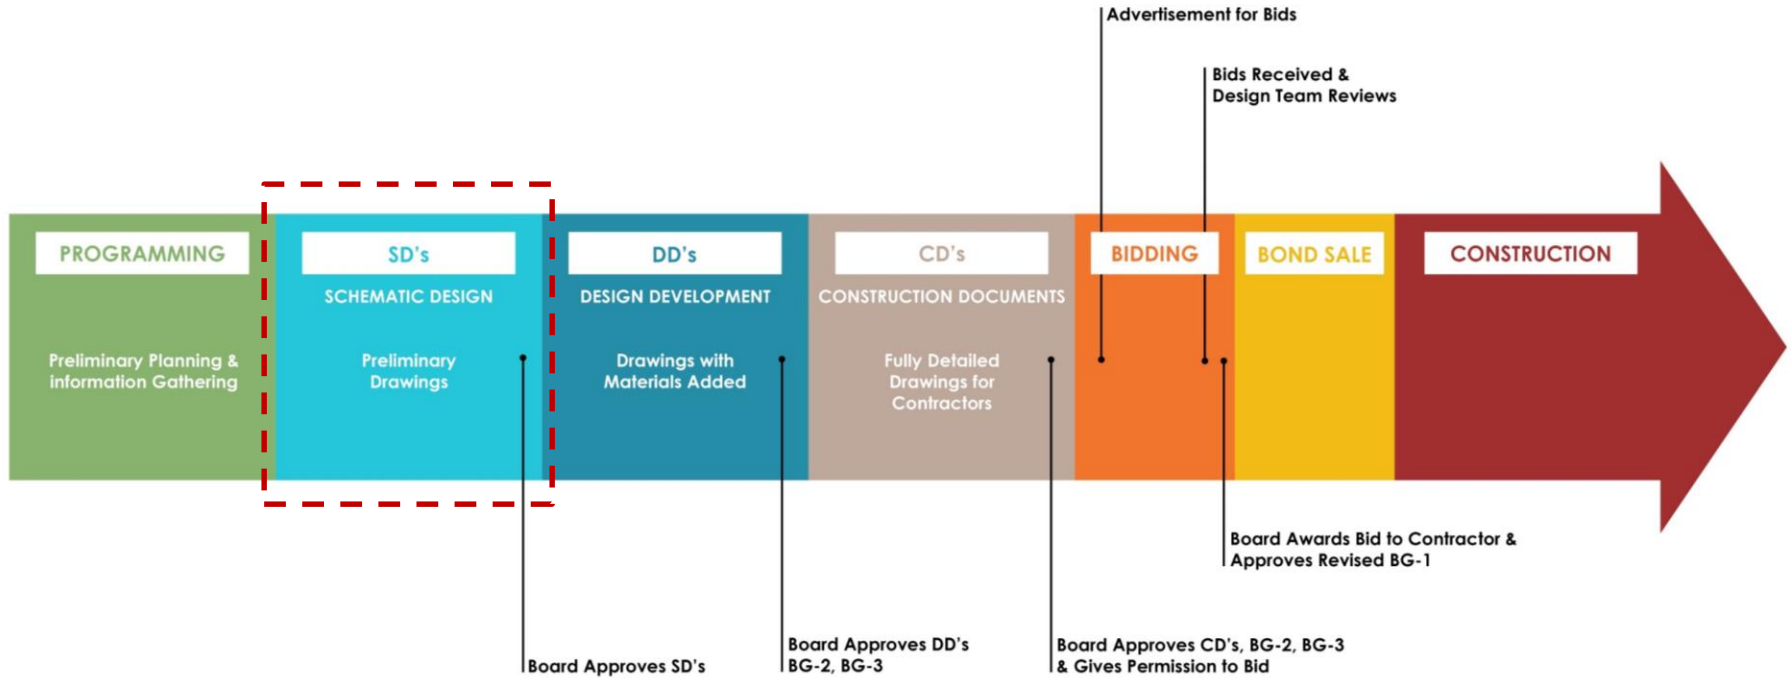 Advertisement for Bids
Bids Received &
Design Team Reviews
PROGRAMMING
Preliminary Planning &
information Gathering
SD's
SCHEMATIC DESIGN
Preliminary
Drawings
DD's
DESIGN DEVELOPMENT
Drawings with
Materials Added
CD's
CONSTRUCTION DOCUMENTS
Fully Detailed
Drawings for
Contractors
BIDDING
BOND SALE
CONSTRUCTION
Board Approves SD's
Board Approves DD's
BG-2, BG-3
Board Approves CD's, BG-2, BG-3
& Gives Permission to Bid
Board Awards Bid to Contractor &
Approves Revised BG-1